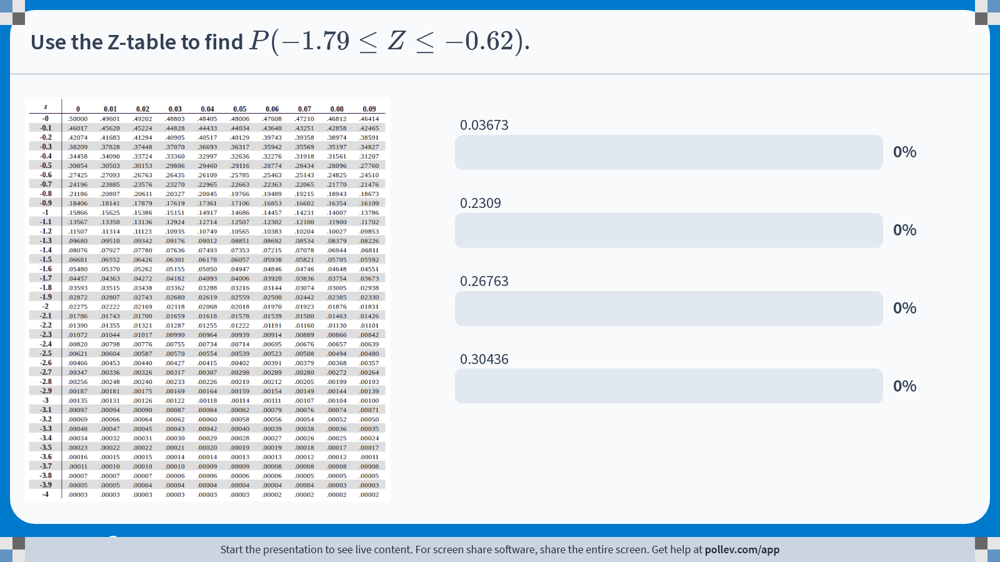 Use the Z-table to find P(−1.79 ≤ Z ≤ −0.62).
z 0 0.01 0.02 0.03 0.04 0.05 0.06 0.07 0.08 0.09
-0 .50000 .49601 .49202 .48803 .48405 .48006 .47608 .47210 .46812 .46414
-0.1 .46017 .45620 .45224 .44828 .44433 .44034 .43640 .43251 .42858 .42465
-0.2 .42074 .41683 .41294 .40905 .40517 .40129 .39743 .39358 .38974 .38591
-0.3 .38209 .37828 .37448 .37070 .36693 .36317 .35942 .35569 .35197 .34827
-0.4 .34458 .34090 .33724 .33360 .32997 .32636 .32276 .31918 .31561 .31207
-0.5 .30854 .30503 .30153 .29806 .29460 .29116 .28774 .28434 .28096 .27760
-0.6 .27425 .27093 .26763 .26435 .26109 .25785 .25463 .25143 .24825 .24510
-0.7 .24196 .23885 .23576 .23270 .22965 .22663 .22363 .22065 .21770 .21476
-0.8 .21186 .20897 .20611 .20327 .20045 .19766 .19489 .19215 .18943 .18673
-0.9 .18406 .18141 .17879 .17619 .17361 .17106 .16853 .16602 .16354 .16109
-1 .15866 .15625 .15386 .15151 .14917 .14686 .14457 .14231 .14007 .13786
-1.1 .13567 .13350 .13136 .12924 .12714 .12507 .12302 .12100 .11900 .11702
-1.2 .11507 .11314 .11123 .10935 .10749 .10565 .10383 .10204 .10027 .09853
-1.3 .09680 .09510 .09342 .09176 .09012 .08851 .08692 .08534 .08379 .08226
-1.4 .08076 .07927 .07780 .07636 .07493 .07353 .07215 .07078 .06944 .06811
-1.5 .06681 .06552 .06426 .06301 .06178 .06057 .05938 .05821 .05705 .05592
-1.6 .05480 .05370 .05262 .05155 .05050 .04947 .04846 .04746 .04648 .04551
-1.7 .04457 .04363 .04272 .04182 .04093 .04006 .03920 .03836 .03754 .03673
-1.8 .03593 .03515 .03438 .03362 .03288 .03216 .03144 .03074 .03005 .02938
-1.9 .02872 .02807 .02743 .02680 .02619 .02559 .02500 .02442 .02385 .02330
-2 .02275 .02222 .02169 .02118 .02068 .02018 .01970 .01923 .01876 .01831
-2.1 .01786 .01743 .01700 .01659 .01618 .01578 .01539 .01500 .01463 .01426
-2.2 .01390 .01355 .01321 .01287 .01255 .01222 .01191 .01160 .01130 .01101
-2.3 .01072 .01044 .01017 .00990 .00964 .00939 .00914 .00889 .00866 .00842
-2.4 .00820 .00798 .00776 .00755 .00734 .00714 .00695 .00676 .00657 .00639
-2.5 .00621 .00604 .00587 .00570 .00554 .00539 .00523 .00508 .00494 .00480
-2.6 .00466 .00453 .00440 .00427 .00415 .00402 .00391 .00379 .00368 .00357
-2.7 .00347 .00336 .00326 .00317 .00307 .00298 .00289 .00280 .00272 .00264
-2.8 .00256 .00248 .00240 .00233 .00226 .00219 .00212 .00205 .00199 .00193
-2.9 .00187 .00181 .00175 .00169 .00164 .00159 .00154 .00149 .00144 .00139
-3 .00135 .00131 .00126 .00122 .00118 .00114 .00111 .00107 .00104 .00100
-3.1 .00097 .00094 .00090 .00087 .00084 .00082 .00079 .00076 .00074 .00071
-3.2 .00069 .00066 .00064 .00062 .00060 .00058 .00056 .00054 .00052 .00050
-3.3 .00048 .00047 .00045 .00043 .00042 .00040 .00039 .00038 .00036 .00035
-3.4 .00034 .00032 .00031 .00030 .00029 .00028 .00027 .00026 .00025 .00024
-3.5 .00023 .00022 .00022 .00021 .00020 .00019 .00019 .00018 .00017 .00017
-3.6 .00016 .00015 .00015 .00014 .00014 .00013 .00013 .00012 .00012 .00011
-3.7 .00011 .00010 .00010 .00010 .00009 .00009 .00008 .00008 .00008 .00008
-3.8 .00007 .00007 .00007 .00006 .00006 .00006 .00006 .00005 .00005 .00005
-3.9 .00005 .00005 .00004 .00004 .00004 .00004 .00004 .00004 .00003 .00003
-4 .00003 .00003 .00003 .00003 .00003 .00003 .00002 .00002 .00002 .00002
0.03673
0%
0.2309
0%
0.26763
0%
0.30436
0%
Start the presentation to see live content. For screen share software, share the entire screen. Get help at pollev.com/app